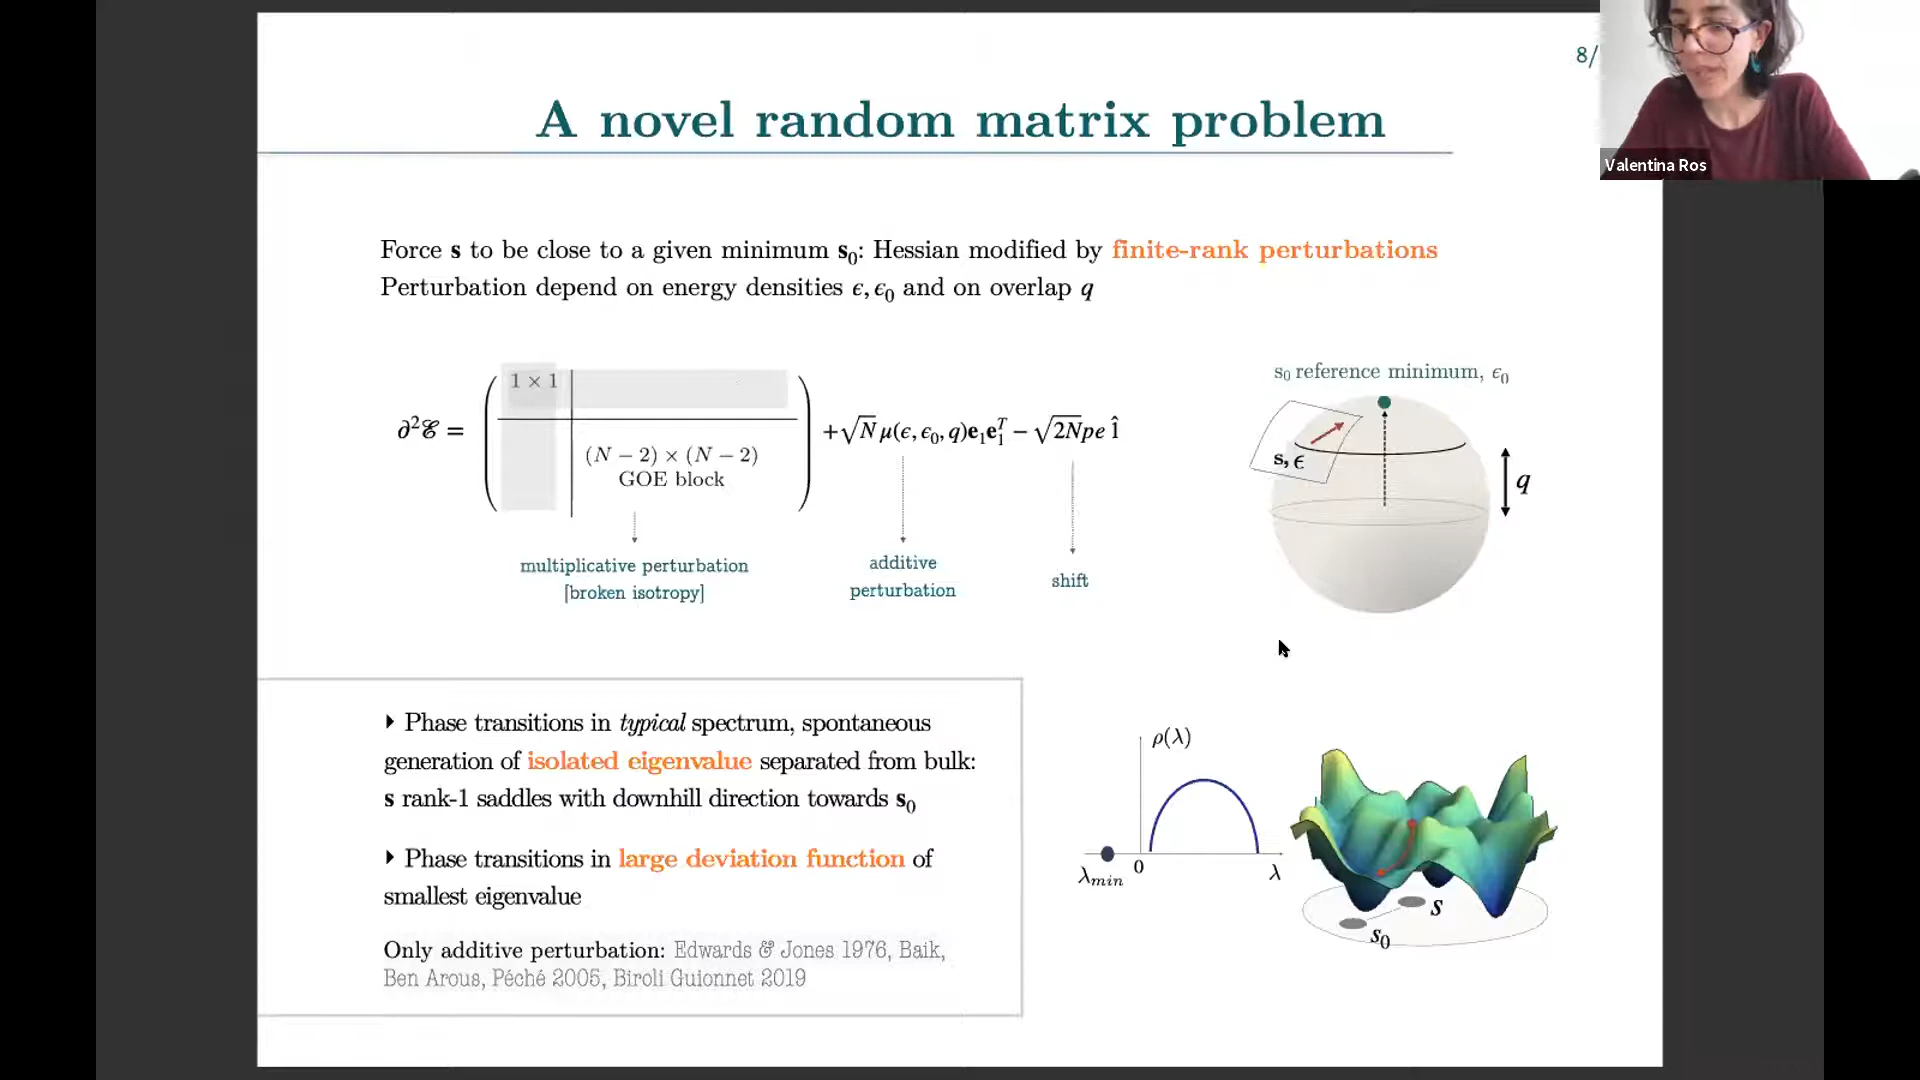 8/
A novel random matrix problem
Valentina Ros
Force s to be close to a given minimum s₀: Hessian modified by finite-rank perturbations
Perturbation depend on energy densities ϵ, ϵ₀ and on overlap q
1 × 1
∂²ℰ =
(N − 2) × (N − 2)
GOE block
+√N μ(ϵ, ϵ₀, q)e₁e₁ᵀ − √2Npe 1̂
multiplicative perturbation
[broken isotropy]
additive
perturbation
shift
s₀ reference minimum, ϵ₀
s, ϵ
q
‣ Phase transitions in typical spectrum, spontaneous
generation of isolated eigenvalue separated from bulk:
s rank-1 saddles with downhill direction towards s₀
‣ Phase transitions in large deviation function of
smallest eigenvalue
Only additive perturbation: Edwards & Jones 1976, Baik,
Ben Arous, Péché 2005, Biroli Guionnet 2019
ρ(λ)
λmin
0
λ
s
s₀